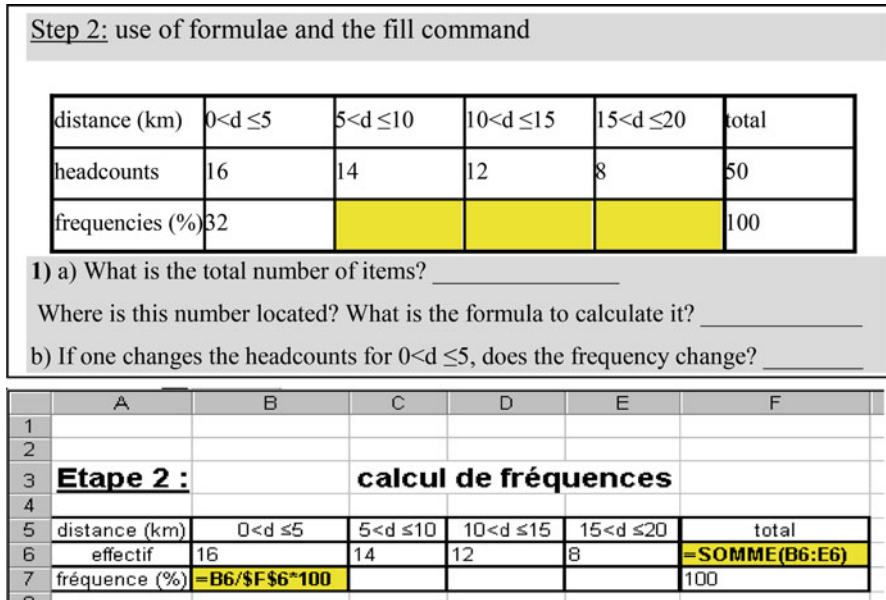 Step 2: use of formulae and the fill command
distance (km) 0<d ≤5 5<d ≤10 10<d ≤15 15<d ≤20 total
headcounts 16 14 12 8 50
frequencies (%) 32 100
1) a) What is the total number of items? ________________
Where is this number located? What is the formula to calculate it? ______________
b) If one changes the headcounts for 0<d ≤5, does the frequency change? _________
A B C D E F
1
2
3 Etape 2 : calcul de fréquences
4
5 distance (km) 0<d ≤5 5<d ≤10 10<d ≤15 15<d ≤20 total
6 effectif 16 14 12 8 =SOMME(B6:E6)
7 fréquence (%) =B6/$F$6*100 100